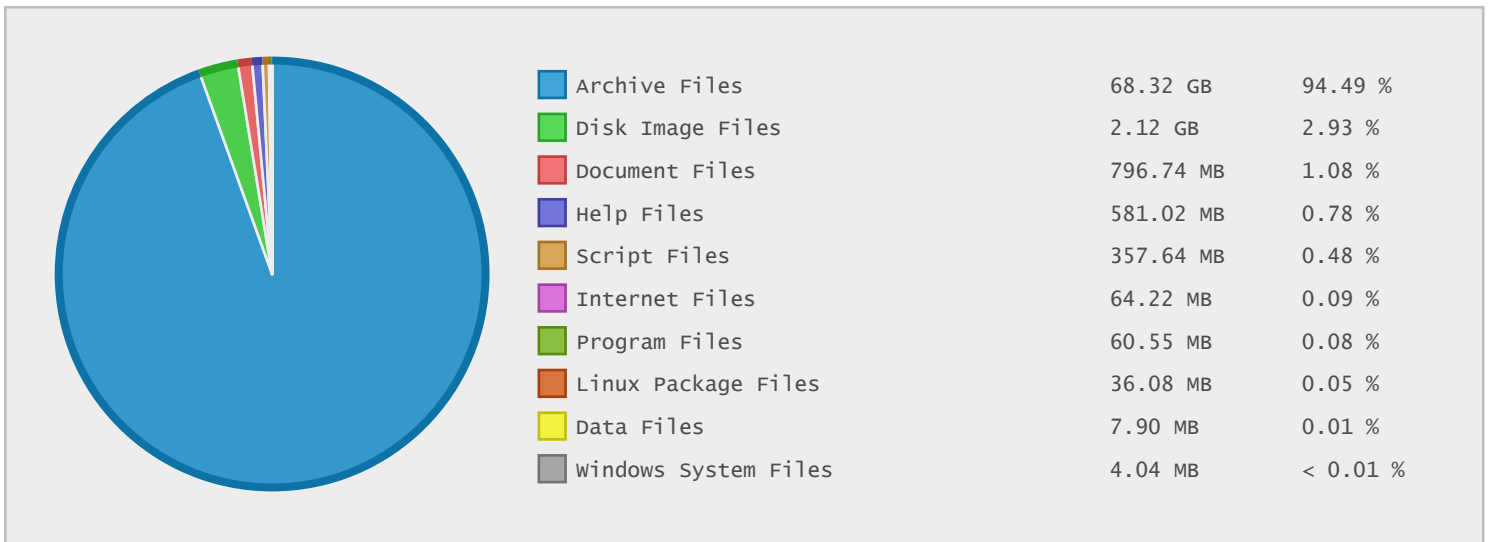 Archive Files 68.32 GB 94.49 %
Disk Image Files 2.12 GB 2.93 %
Document Files 796.74 MB 1.08 %
Help Files 581.02 MB 0.78 %
Script Files 357.64 MB 0.48 %
Internet Files 64.22 MB 0.09 %
Program Files 60.55 MB 0.08 %
Linux Package Files 36.08 MB 0.05 %
Data Files 7.90 MB 0.01 %
Windows System Files 4.04 MB < 0.01 %